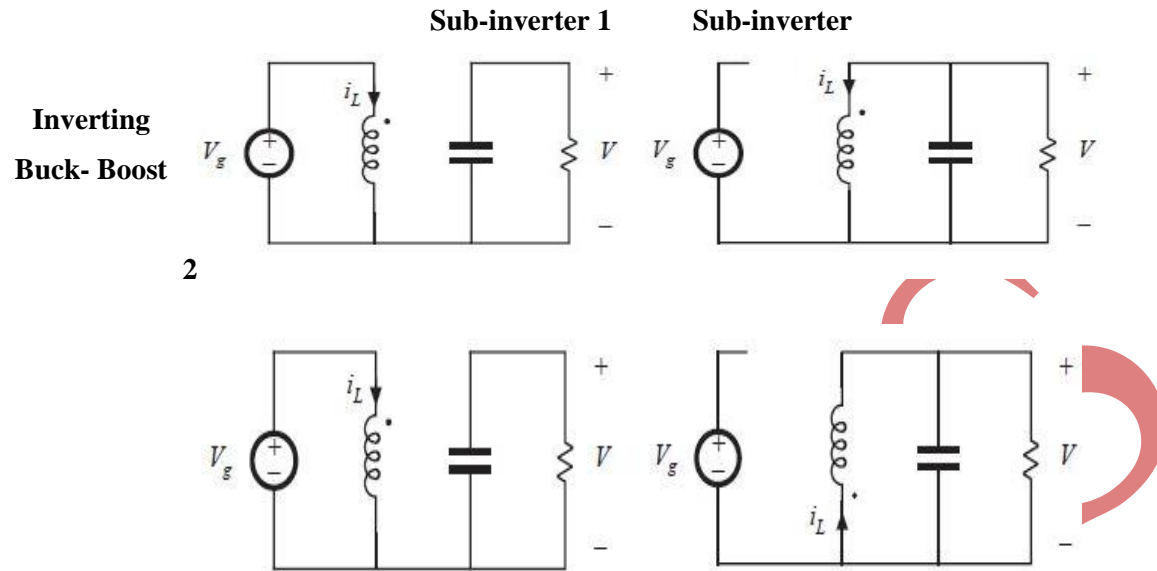 Sub-inverter 1 Sub-inverter
Inverting
Buck- Boost
V_g + − i_L + V −
V_g + − i_L + V −
2
V_g + − i_L + V −
V_g + − i_L + V −